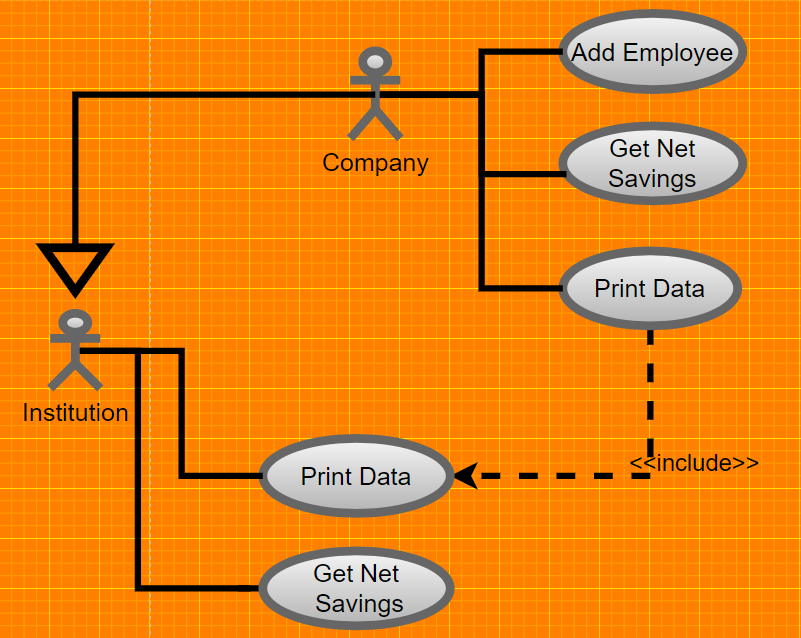 Add Employee
Company
Get Net
Savings
Print Data
Institution
<<include>>
Print Data
Get Net
Savings